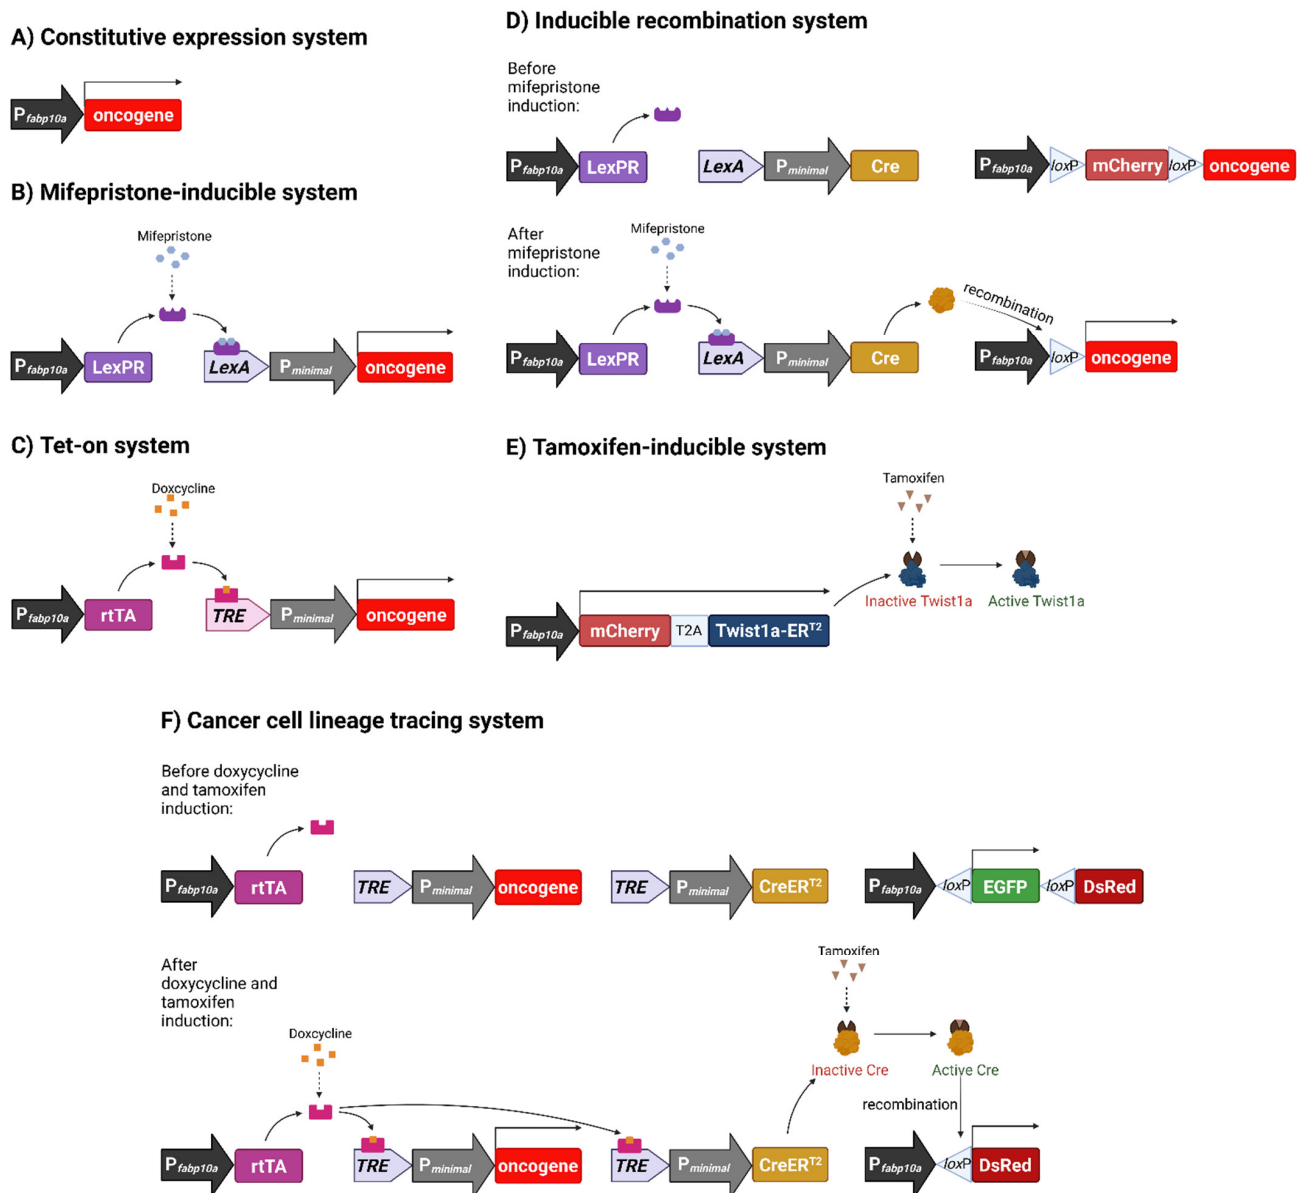 A) Constitutive expression system
Pfabp10a oncogene
B) Mifepristone-inducible system
Mifepristone
Pfabp10a LexPR LexA Pminimal oncogene
C) Tet-on system
Doxcycline
Pfabp10a rtTA TRE Pminimal oncogene
D) Inducible recombination system
Before
mifepristone
induction:
Pfabp10a LexPR LexA Pminimal Cre Pfabp10a loxP mCherry loxP oncogene
After
mifepristone
induction:
Mifepristone
recombination
Pfabp10a LexPR LexA Pminimal Cre Pfabp10a loxP oncogene
E) Tamoxifen-inducible system
Tamoxifen
Inactive Twist1a Active Twist1a
Pfabp10a mCherry T2A Twist1a-ERT2
F) Cancer cell lineage tracing system
Before doxycycline
and tamoxifen
induction:
Pfabp10a rtTA TRE Pminimal oncogene TRE Pminimal CreERT2 Pfabp10a loxP EGFP loxP DsRed
After
doxycycline and
tamoxifen
induction:
Tamoxifen
Doxcycline
Inactive Cre Active Cre
recombination
Pfabp10a rtTA TRE Pminimal oncogene TRE Pminimal CreERT2 Pfabp10a loxP DsRed